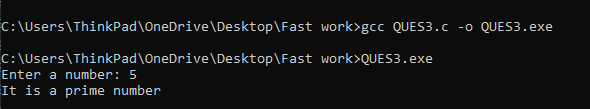 C:\Users\ThinkPad\OneDrive\Desktop\Fast work>gcc QUES3.c -o QUES3.exe
C:\Users\ThinkPad\OneDrive\Desktop\Fast work>QUES3.exe
Enter a number: 5
It is a prime number